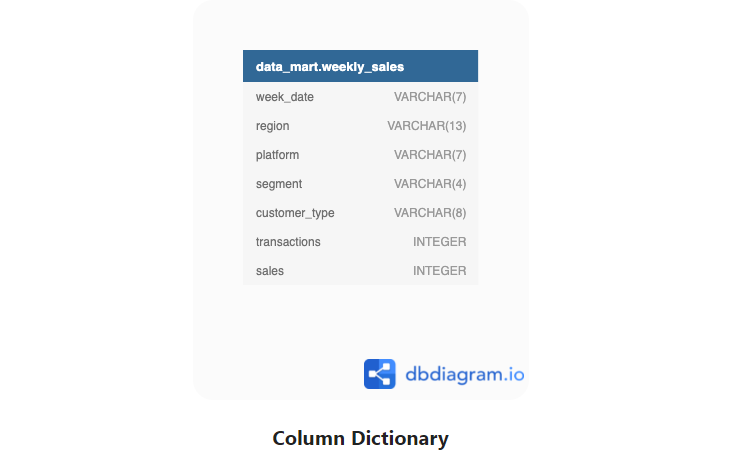 data_mart.weekly_sales
week_date VARCHAR(7)
region VARCHAR(13)
platform VARCHAR(7)
segment VARCHAR(4)
customer_type VARCHAR(8)
transactions INTEGER
sales INTEGER
dbdiagram.io
Column Dictionary